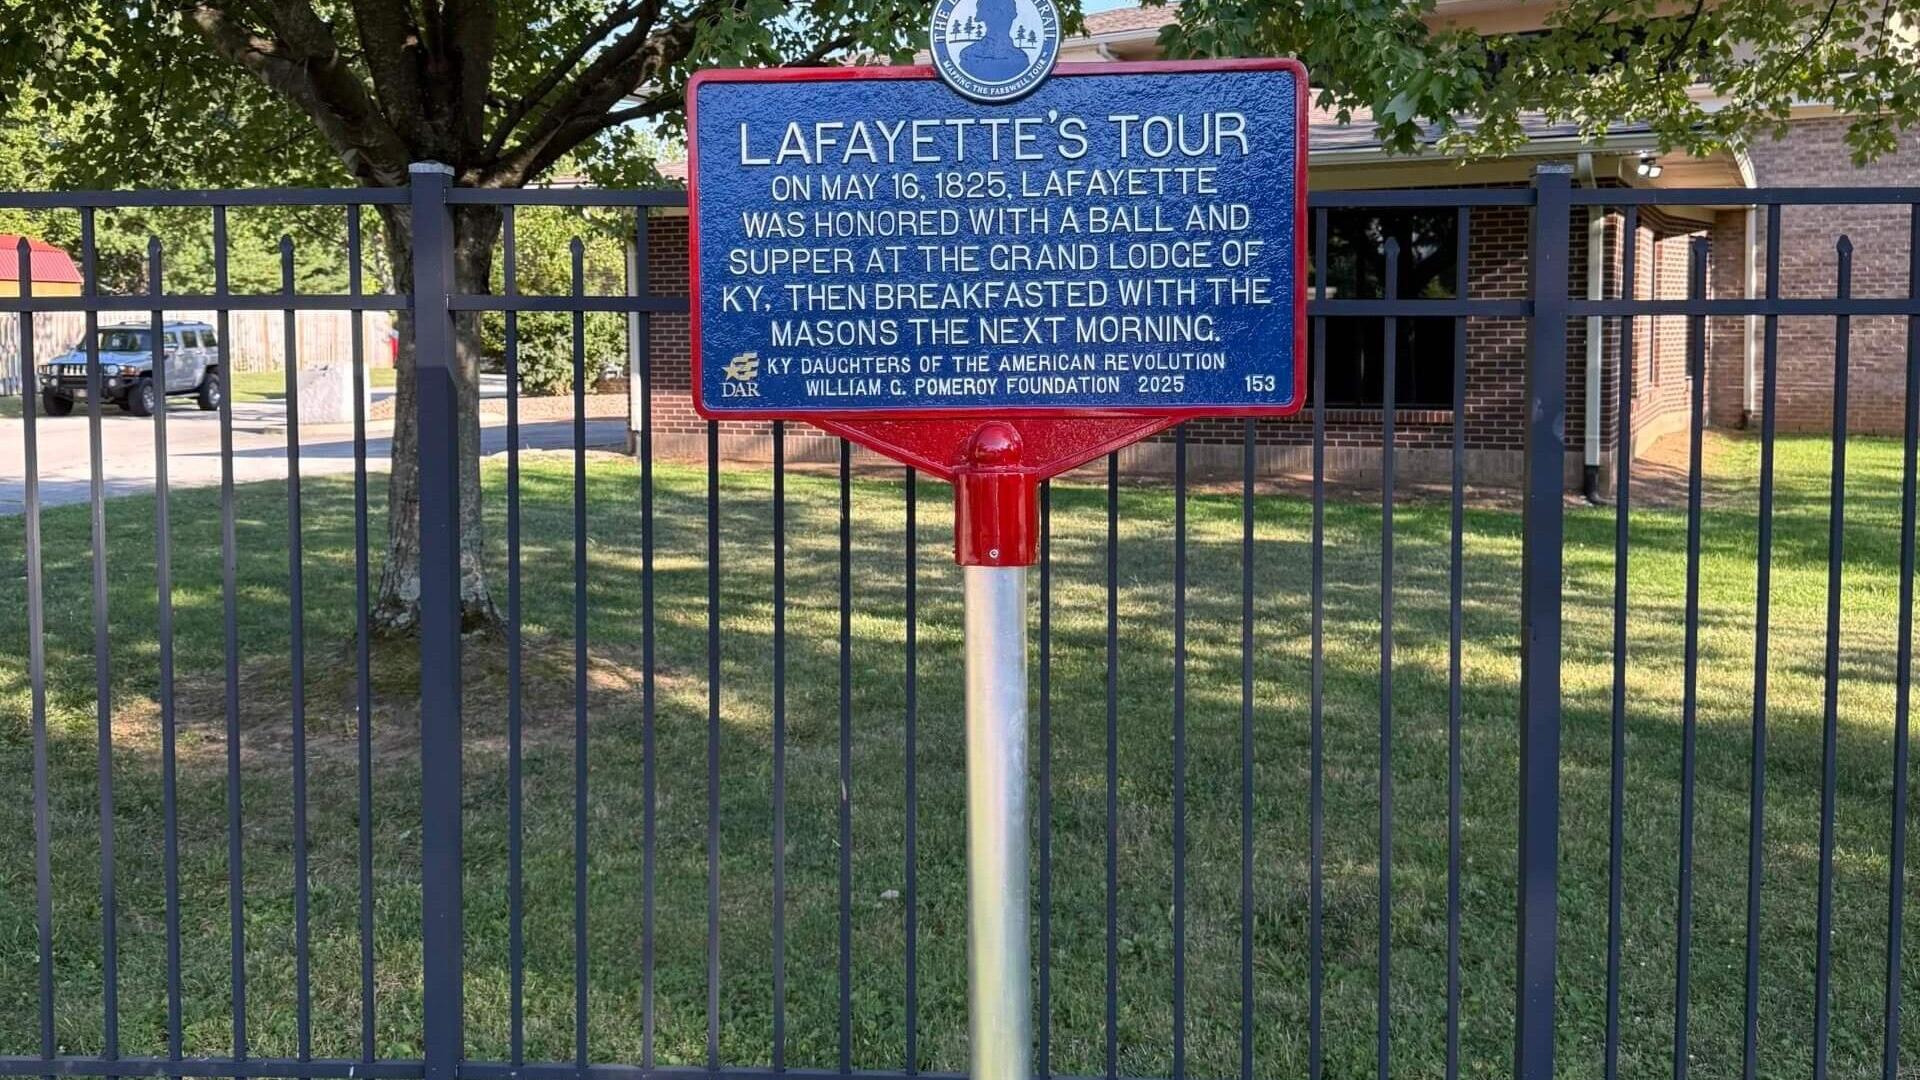 THE TRAIL
MAPPING THE FAREWELL TOUR
LAFAYETTE'S TOUR
ON MAY 16, 1825, LAFAYETTE
WAS HONORED WITH A BALL AND
SUPPER AT THE GRAND LODGE OF
KY, THEN BREAKFASTED WITH THE
MASONS THE NEXT MORNING.
DAR KY DAUGHTERS OF THE AMERICAN REVOLUTION
WILLIAM G. POMEROY FOUNDATION 2025 153